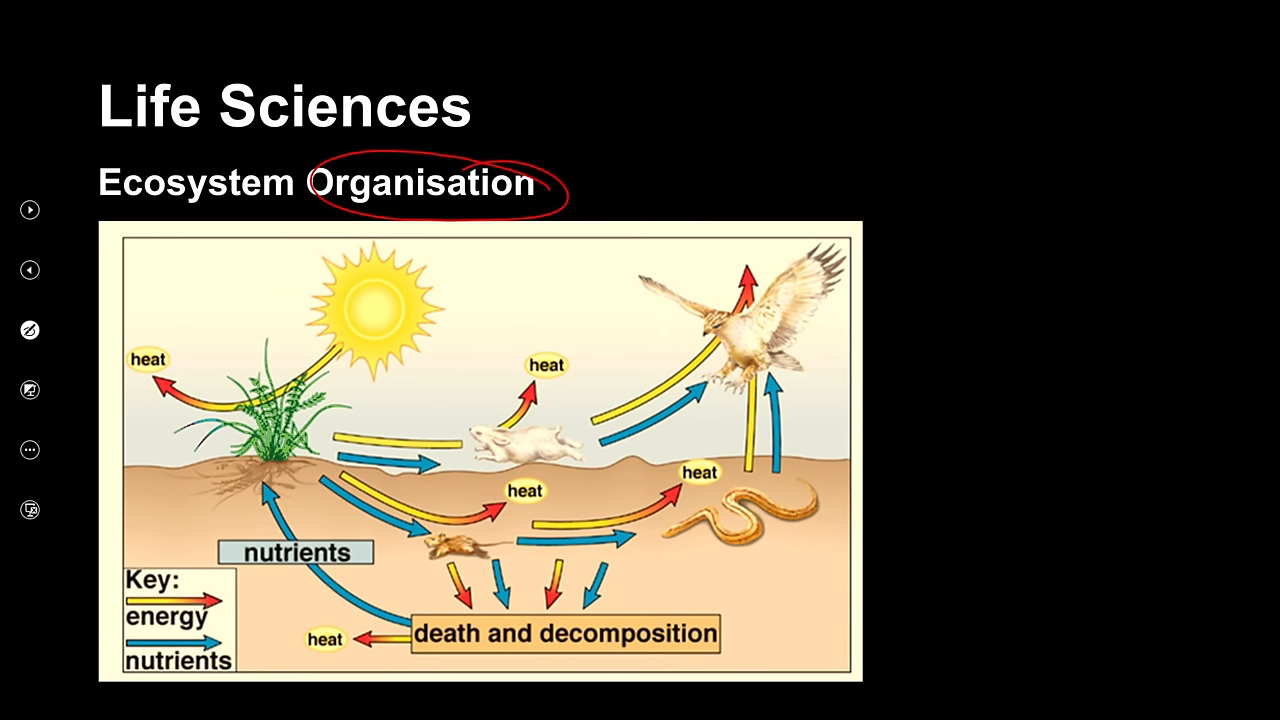 Life Sciences
Ecosystem Organisation
heat
heat
heat
heat
nutrients
Key:
energy
nutrients
death and decomposition
heat